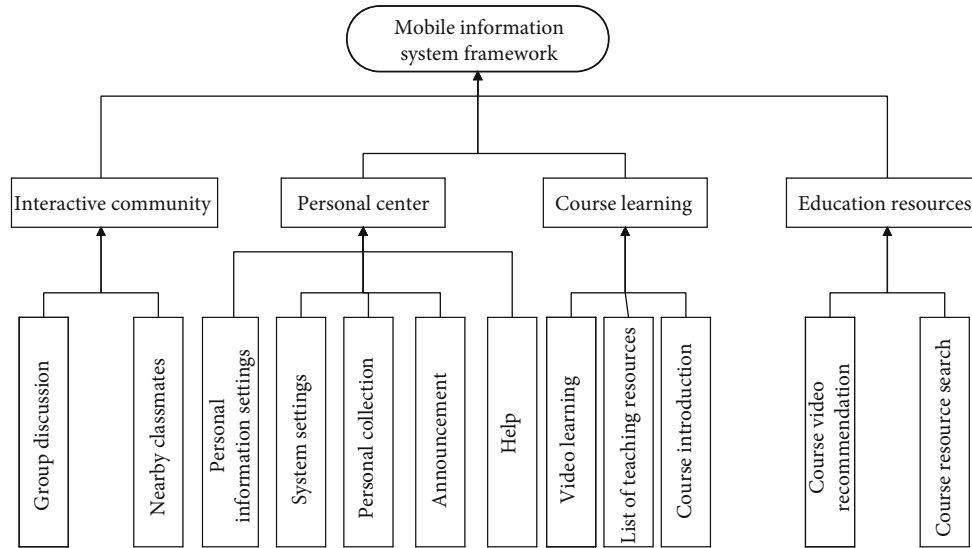 Mobile information
system framework
Interactive community
Personal center
Course learning
Education resources
Group discussion
Nearby classmates
Personal
information settings
System settings
Personal collection
Announcement
Help
Video learning
List of teaching resources
Course introduction
Course video
recommendation
Course resource search